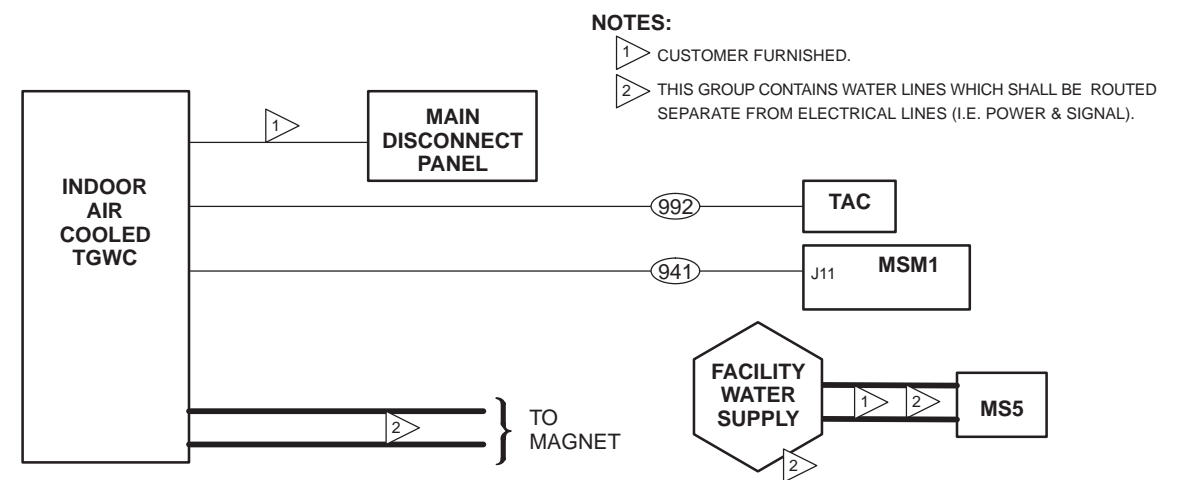 NOTES:
1 CUSTOMER FURNISHED.
2 THIS GROUP CONTAINS WATER LINES WHICH SHALL BE ROUTED
SEPARATE FROM ELECTRICAL LINES (I.E. POWER & SIGNAL).
INDOOR
AIR
COOLED
TGWC
1
MAIN
DISCONNECT
PANEL
992
TAC
941
J11 MSM1
2
TO
MAGNET
FACILITY
WATER
SUPPLY
2
1 2
MS5